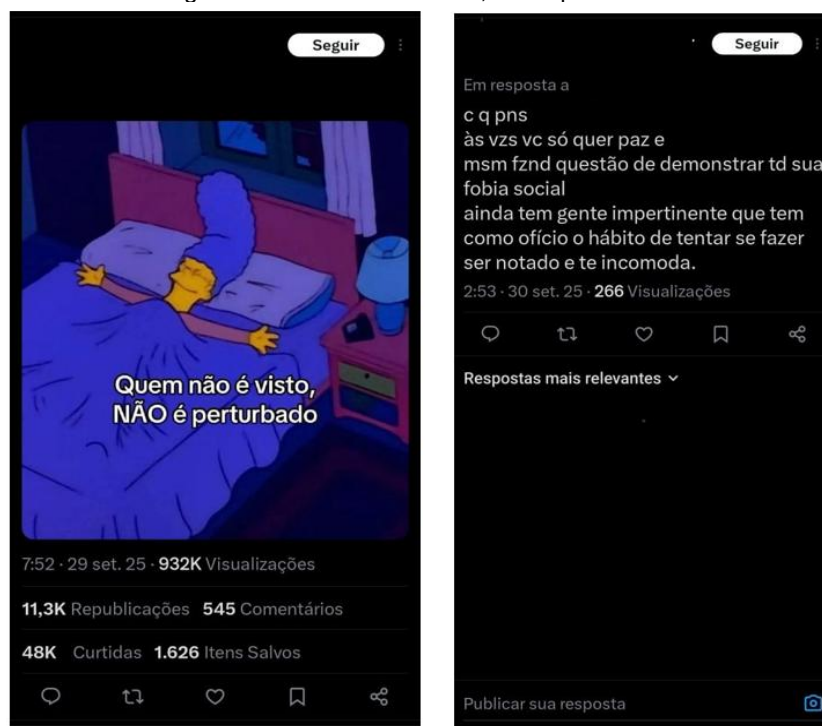 Seguir
Quem não é visto,
NÃO é perturbado
7:52 · 29 set. 25 · 932K Visualizações
11,3K Republicações 545 Comentários
48K Curtidas 1.626 Itens Salvos
Seguir
Em resposta a
c q pns
às vzs vc só quer paz e
msm fznd questão de demonstrar td sua
fobia social
ainda tem gente impertinente que tem
como ofício o hábito de tentar se fazer
ser notado e te incomoda.
2:53 · 30 set. 25 · 266 Visualizações
Respostas mais relevantes
Publicar sua resposta